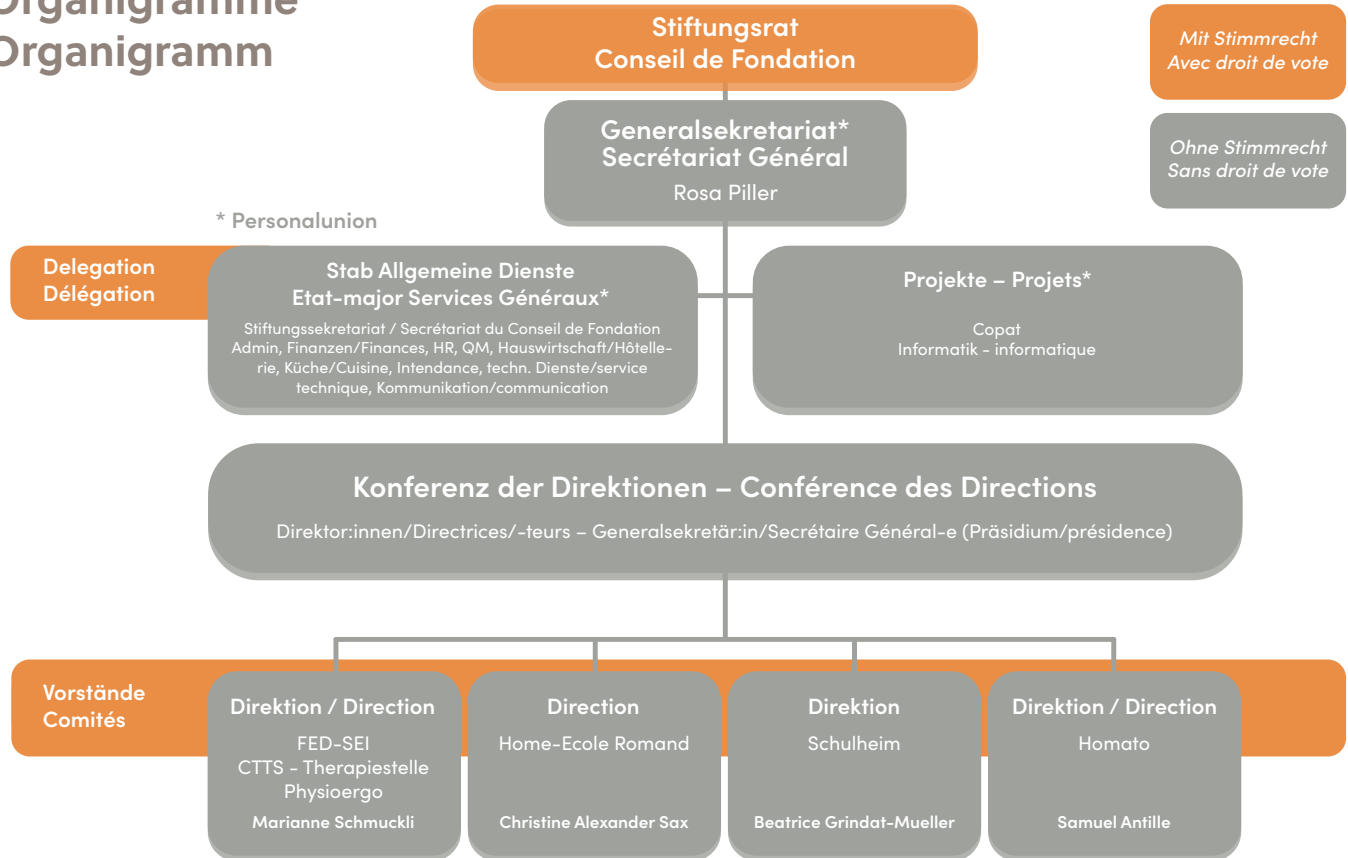 Organigramme
Organigramm
Stiftungsrat
Conseil de Fondation
Mit Stimmrecht
Avec droit de vote
Generalsekretariat*
Secrétariat Général
Rosa Piller
Ohne Stimmrecht
Sans droit de vote
* Personalunion
Delegation
Délégation
Stab Allgemeine Dienste
Etat-major Services Généraux*
Stiftungssekretariat / Secrétariat du Conseil de Fondation
Admin, Finanzen/Finances, HR, QM, Hauswirtschaft/Hôtelle-
rie, Küche/Cuisine, Intendance, techn. Dienste/service
technique, Kommunikation/communication
Projekte – Projets*
Copat
Informatik - informatique
Konferenz der Direktionen – Conférence des Directions
Direktor:innen/Directrices/-teurs – Generalsekretär:in/Secrétaire Général-e (Präsidium/présidence)
Vorstände
Comités
Direktion / Direction
FED-SEI
CTTS - Therapiestelle
Physioergo
Marianne Schmuckli
Direction
Home-Ecole Romand
Christine Alexander Sax
Direktion
Schulheim
Beatrice Grindat-Mueller
Direktion / Direction
Homato
Samuel Antille